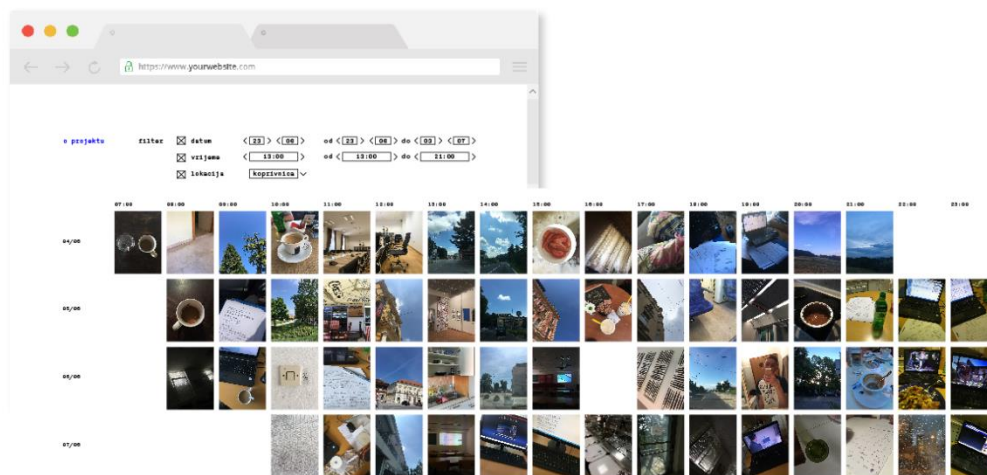 https://www.yourwebsite.com
o projektu filter datum < 23 > < 06 > od < 23 > < 06 > do < 03 > < 07 >
vrijeme < 13:00 > od < 13:00 > do < 21:00 >
lokacija koprivnica
07:00 08:00 09:00 10:00 11:00 12:00 13:00 14:00 15:00 16:00 17:00 18:00 19:00 20:00 21:00 22:00 23:00
04/06
05/06
06/06
07/06